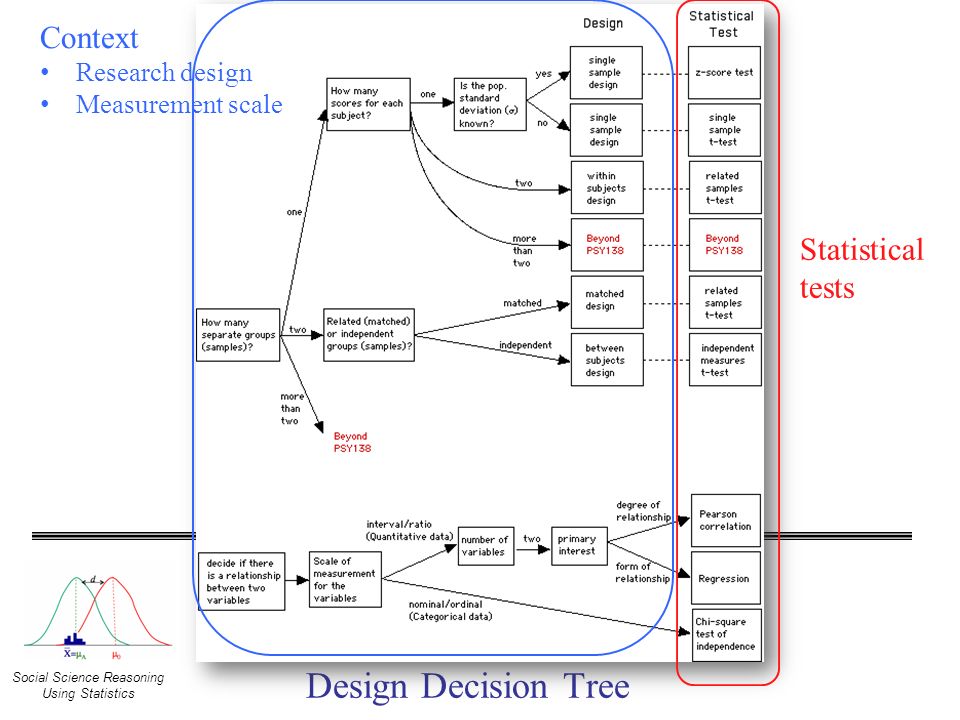 Context
• Research design
• Measurement scale
Design
Statistical
Test
How many
scores for each
subject?
one
Is the pop.
standard
deviation (σ)
known?
yes
no
single
sample
design
z-score test
single
sample
design
single
sample
t-test
two
within
subjects
design
related
samples
t-test
more
than
two
Beyond
PSY138
Beyond
PSY138
one
How many
separate groups
(samples)?
two
Related (matched)
or independent
groups (samples)?
matched
matched
design
related
samples
t-test
independent
between
subjects
design
independent
measures
t-test
more
than
two
Beyond
PSY138
Statistical
tests
decide if there
is a relationship
between two
variables
Scale of
measurement
for the
variables
interval/ratio
(Quantitative data)
number of
variables
two
primary
interest
degree of
relationship
Pearson
correlation
form of
relationship
Regression
nominal/ordinal
(Categorical data)
Chi-square
test of
independence
d
X̅=μA
μ0
Social Science Reasoning
Using Statistics
Design Decision Tree